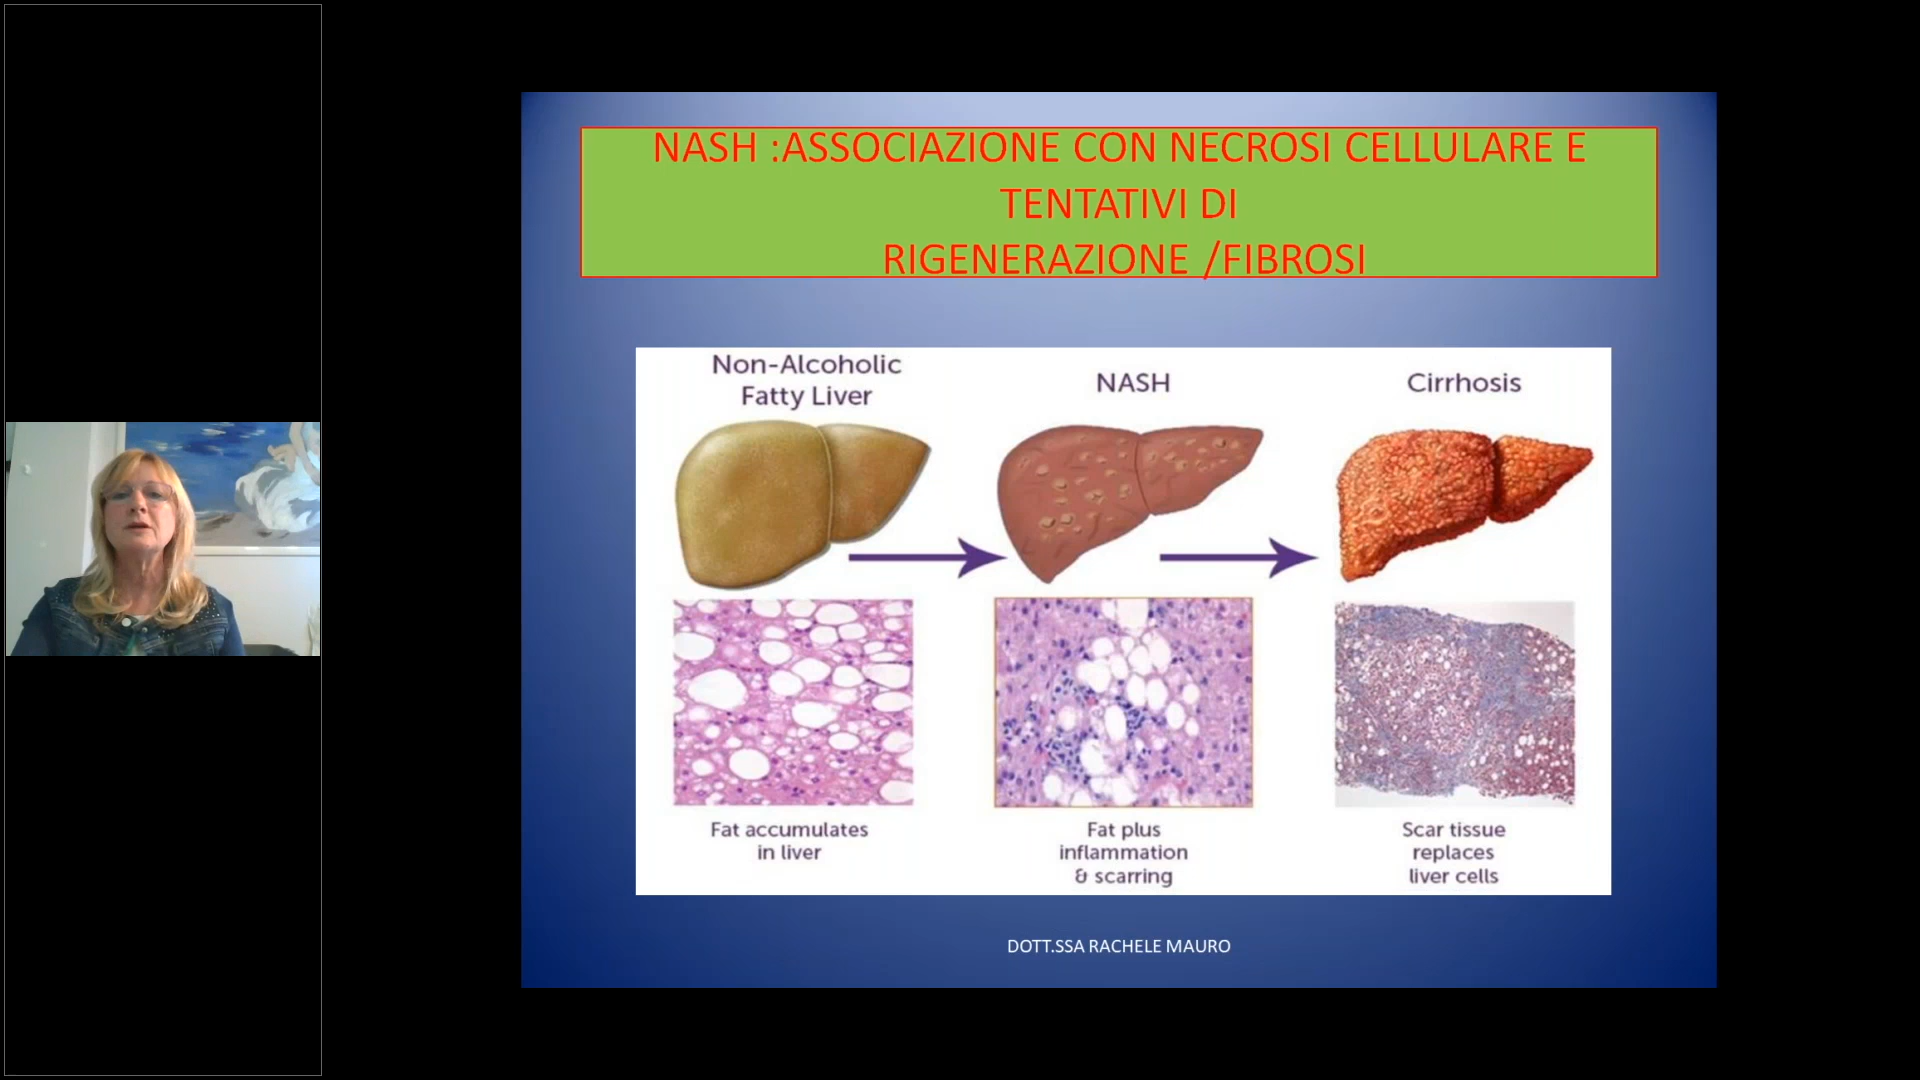 NASH :ASSOCIAZIONE CON NECROSI CELLULARE E
TENTATIVI DI
RIGENERAZIONE /FIBROSI
Non-Alcoholic
Fatty Liver
NASH
Cirrhosis
Fat accumulates
in liver
Fat plus
inflammation
& scarring
Scar tissue
replaces
liver cells
DOTT.SSA RACHELE MAURO